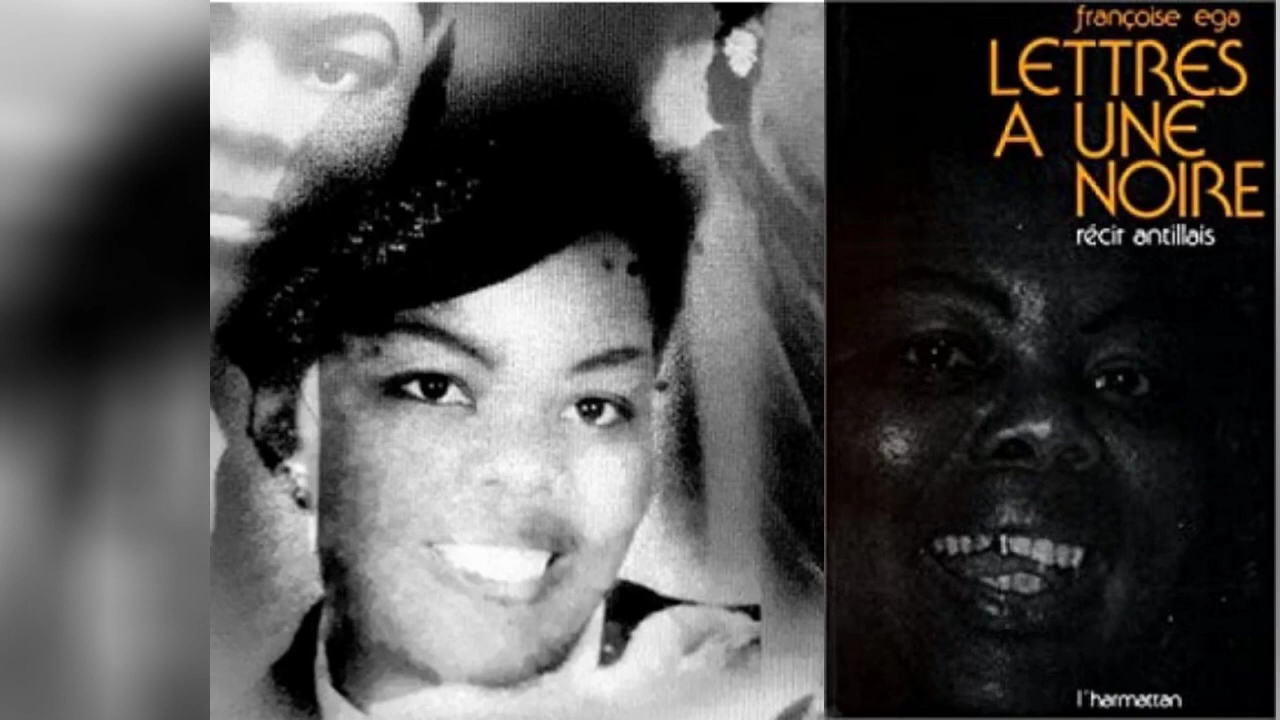 françoise ega
LETTRES
A UNE
NOIRE
récit antillais
l'harmattan